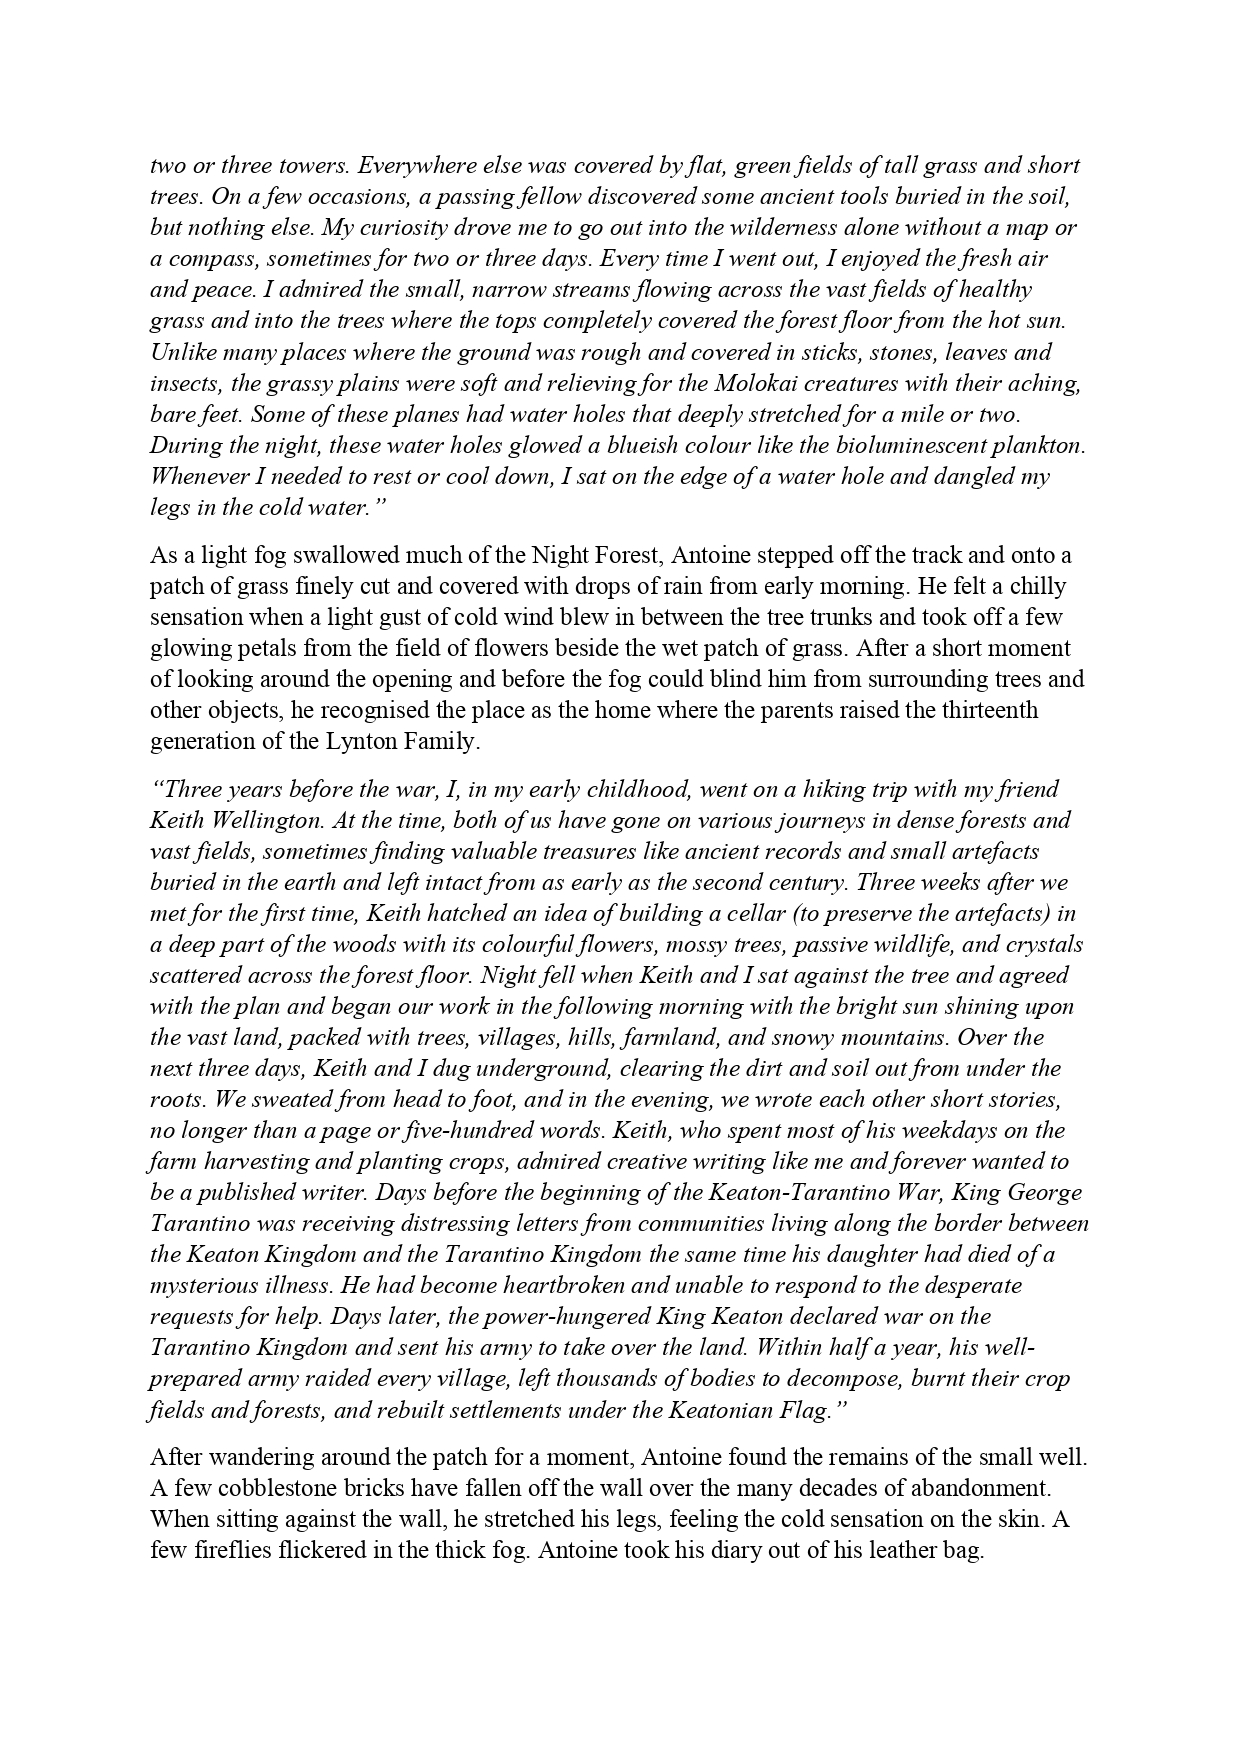 two or three towers. Everywhere else was covered by flat, green fields of tall grass and short
trees. On a few occasions, a passing fellow discovered some ancient tools buried in the soil,
but nothing else. My curiosity drove me to go out into the wilderness alone without a map or
a compass, sometimes for two or three days. Every time I went out, I enjoyed the fresh air
and peace. I admired the small, narrow streams flowing across the vast fields of healthy
grass and into the trees where the tops completely covered the forest floor from the hot sun.
Unlike many places where the ground was rough and covered in sticks, stones, leaves and
insects, the grassy plains were soft and relieving for the Molokai creatures with their aching,
bare feet. Some of these planes had water holes that deeply stretched for a mile or two.
During the night, these water holes glowed a blueish colour like the bioluminescent plankton.
Whenever I needed to rest or cool down, I sat on the edge of a water hole and dangled my
legs in the cold water.”
As a light fog swallowed much of the Night Forest, Antoine stepped off the track and onto a
patch of grass finely cut and covered with drops of rain from early morning. He felt a chilly
sensation when a light gust of cold wind blew in between the tree trunks and took off a few
glowing petals from the field of flowers beside the wet patch of grass. After a short moment
of looking around the opening and before the fog could blind him from surrounding trees and
other objects, he recognised the place as the home where the parents raised the thirteenth
generation of the Lynton Family.
“Three years before the war, I, in my early childhood, went on a hiking trip with my friend
Keith Wellington. At the time, both of us have gone on various journeys in dense forests and
vast fields, sometimes finding valuable treasures like ancient records and small artefacts
buried in the earth and left intact from as early as the second century. Three weeks after we
met for the first time, Keith hatched an idea of building a cellar (to preserve the artefacts) in
a deep part of the woods with its colourful flowers, mossy trees, passive wildlife, and crystals
scattered across the forest floor. Night fell when Keith and I sat against the tree and agreed
with the plan and began our work in the following morning with the bright sun shining upon
the vast land, packed with trees, villages, hills, farmland, and snowy mountains. Over the
next three days, Keith and I dug underground, clearing the dirt and soil out from under the
roots. We sweated from head to foot, and in the evening, we wrote each other short stories,
no longer than a page or five-hundred words. Keith, who spent most of his weekdays on the
farm harvesting and planting crops, admired creative writing like me and forever wanted to
be a published writer. Days before the beginning of the Keaton-Tarantino War, King George
Tarantino was receiving distressing letters from communities living along the border between
the Keaton Kingdom and the Tarantino Kingdom the same time his daughter had died of a
mysterious illness. He had become heartbroken and unable to respond to the desperate
requests for help. Days later, the power-hungered King Keaton declared war on the
Tarantino Kingdom and sent his army to take over the land. Within half a year, his well-
prepared army raided every village, left thousands of bodies to decompose, burnt their crop
fields and forests, and rebuilt settlements under the Keatonian Flag.”
After wandering around the patch for a moment, Antoine found the remains of the small well.
A few cobblestone bricks have fallen off the wall over the many decades of abandonment.
When sitting against the wall, he stretched his legs, feeling the cold sensation on the skin. A
few fireflies flickered in the thick fog. Antoine took his diary out of his leather bag.